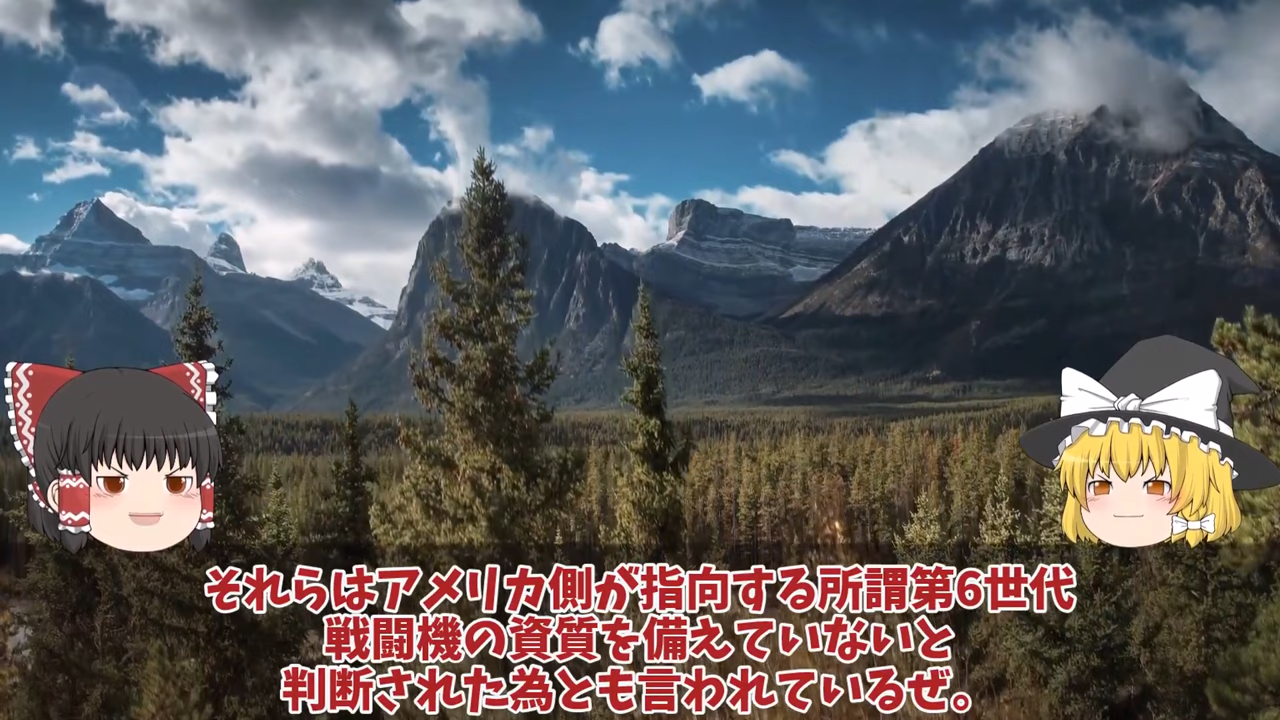 それらはアメリカ側が指向する所謂第6世代
戦闘機の資質を備えていないと
判断された為とも言われているぜ。